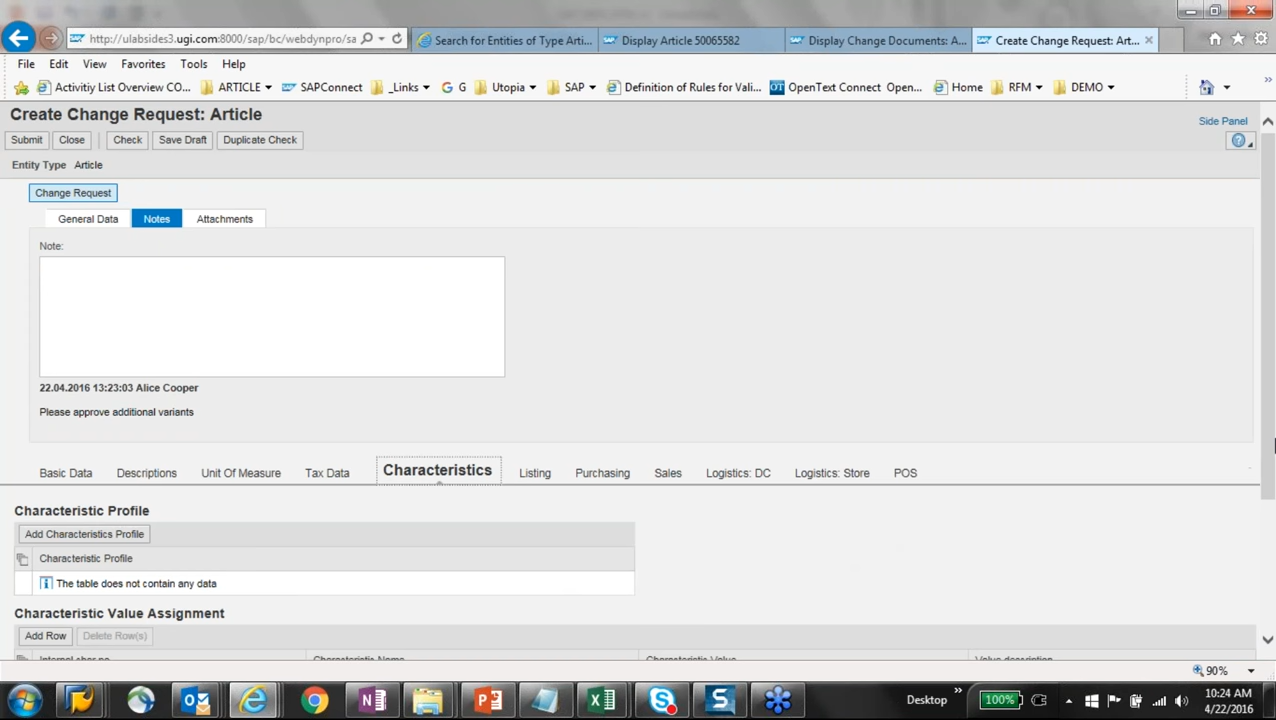 http://ulabsides3.ugi.com:8000/sap/bc/webdynpro/sa
Search for Entities of Type Arti...
Display Article 50065582
Display Change Documents: A...
Create Change Request: Art...
File Edit View Favorites Tools Help
Activitiy List Overview CO... ARTICLE SAPConnect _Links G Utopia SAP Definition of Rules for Vali... OT OpenText Connect Open... Home RFM DEMO
Create Change Request: Article
Side Panel
Submit Close Check Save Draft Duplicate Check
Entity Type Article
Change Request
General Data Notes Attachments
Note:
22.04.2016 13:23:03 Alice Cooper
Please approve additional variants
Basic Data Descriptions Unit Of Measure Tax Data Characteristics Listing Purchasing Sales Logistics: DC Logistics: Store POS
Characteristic Profile
Add Characteristics Profile
Characteristic Profile
The table does not contain any data
Characteristic Value Assignment
Add Row Delete Row(s)
Internal char no. Characteristic Name Characteristic Value Value description
90%
Desktop
100%
10:24 AM
4/22/2016